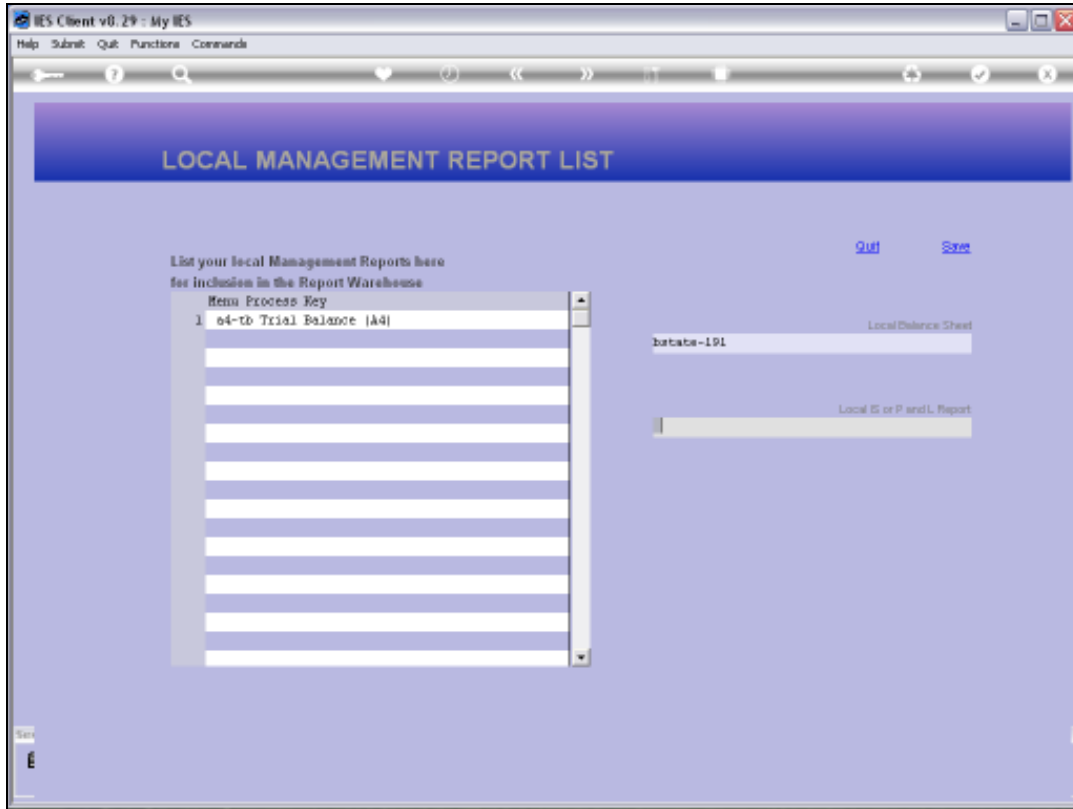 IES Client v8.29 : My IES
Help Submit Quit Functions Commands
LOCAL MANAGEMENT REPORT LIST
Quit Save
List your local Management Reports here
for inclusion in the Report Warehouse
Menu Process Key
1 a4-tb Trial Balance (A4)
Local Balance Sheet
bstate-191
Local IS or P and L Report